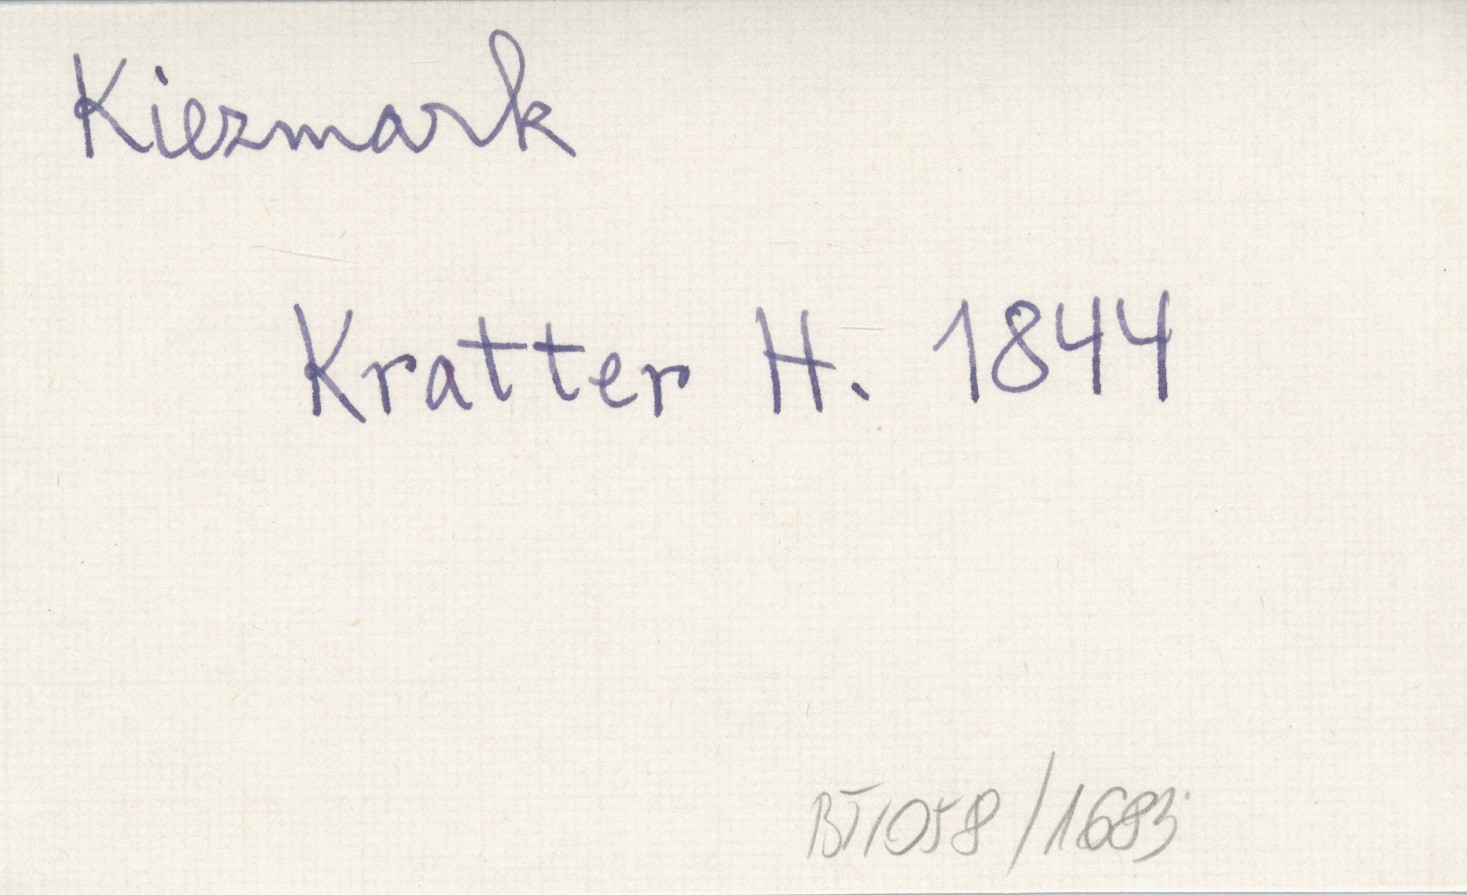 Kiezmark
Kratter H. 1844
BT1058/1683